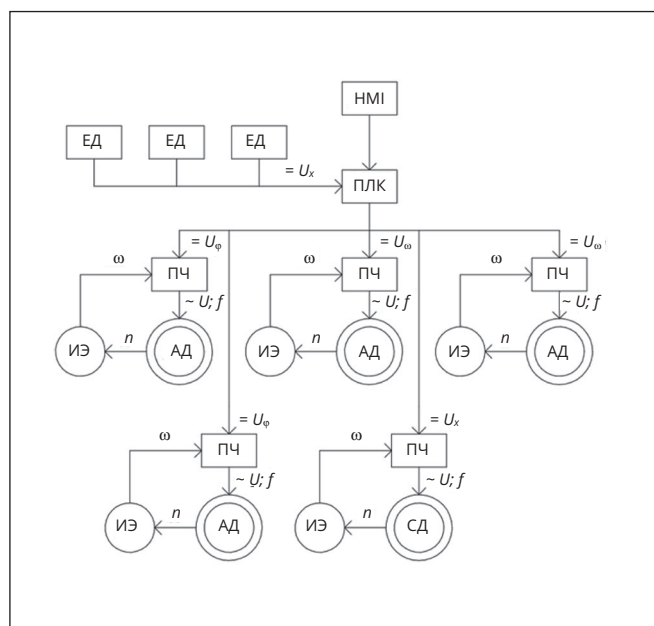 HMI
ЕД ЕД ЕД
= Uₓ
ПЛК
= Uφ = Uω = Uω
ω ПЧ ω ПЧ ω ПЧ
~ U; f ~ U; f ~ U; f
ИЭ n АД ИЭ n АД ИЭ n АД
= Uφ = Uₓ
ω ПЧ ω ПЧ
~ U; f ~ U; f
ИЭ n АД ИЭ n СД